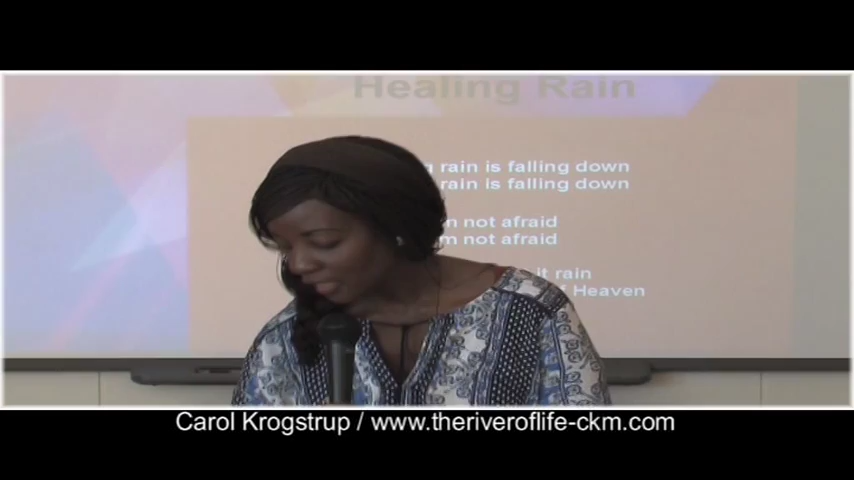 Healing Rain
rain is falling down
rain is falling down
not afraid
not afraid
it rain
Heaven
Carol Krogstrup / www.theriveroflife-ckm.com